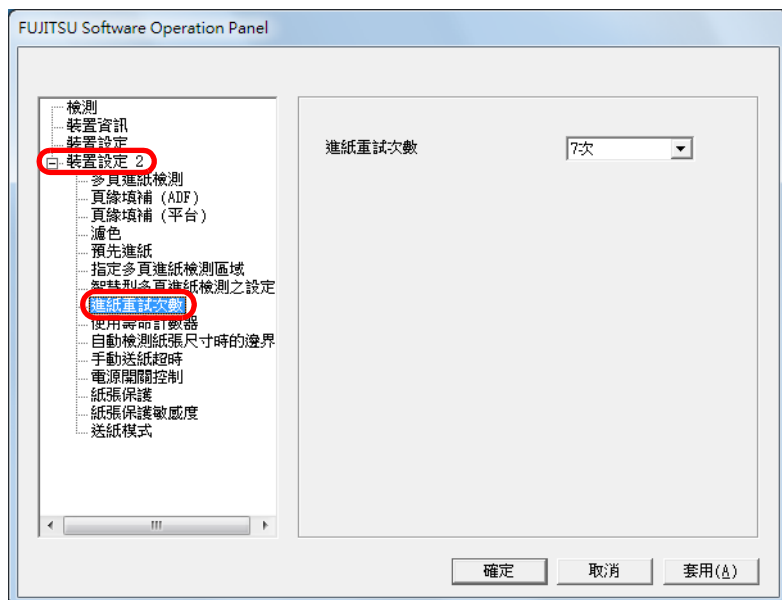 FUJITSU Software Operation Panel
檢測
裝置資訊
裝置設定
裝置設定 2
多頁進紙檢測
頁緣填補 (ADF)
頁緣填補 (平台)
濾色
預先進紙
指定多頁進紙檢測區域
智慧型多頁進紙檢測之設定
進紙重試次數
使用壽命計數器
自動檢測紙張尺寸時的邊界
手動送紙超時
電源開關控制
紙張保護
紙張保護敏感度
送紙模式
進紙重試次數 7次
確定 取消 套用(A)